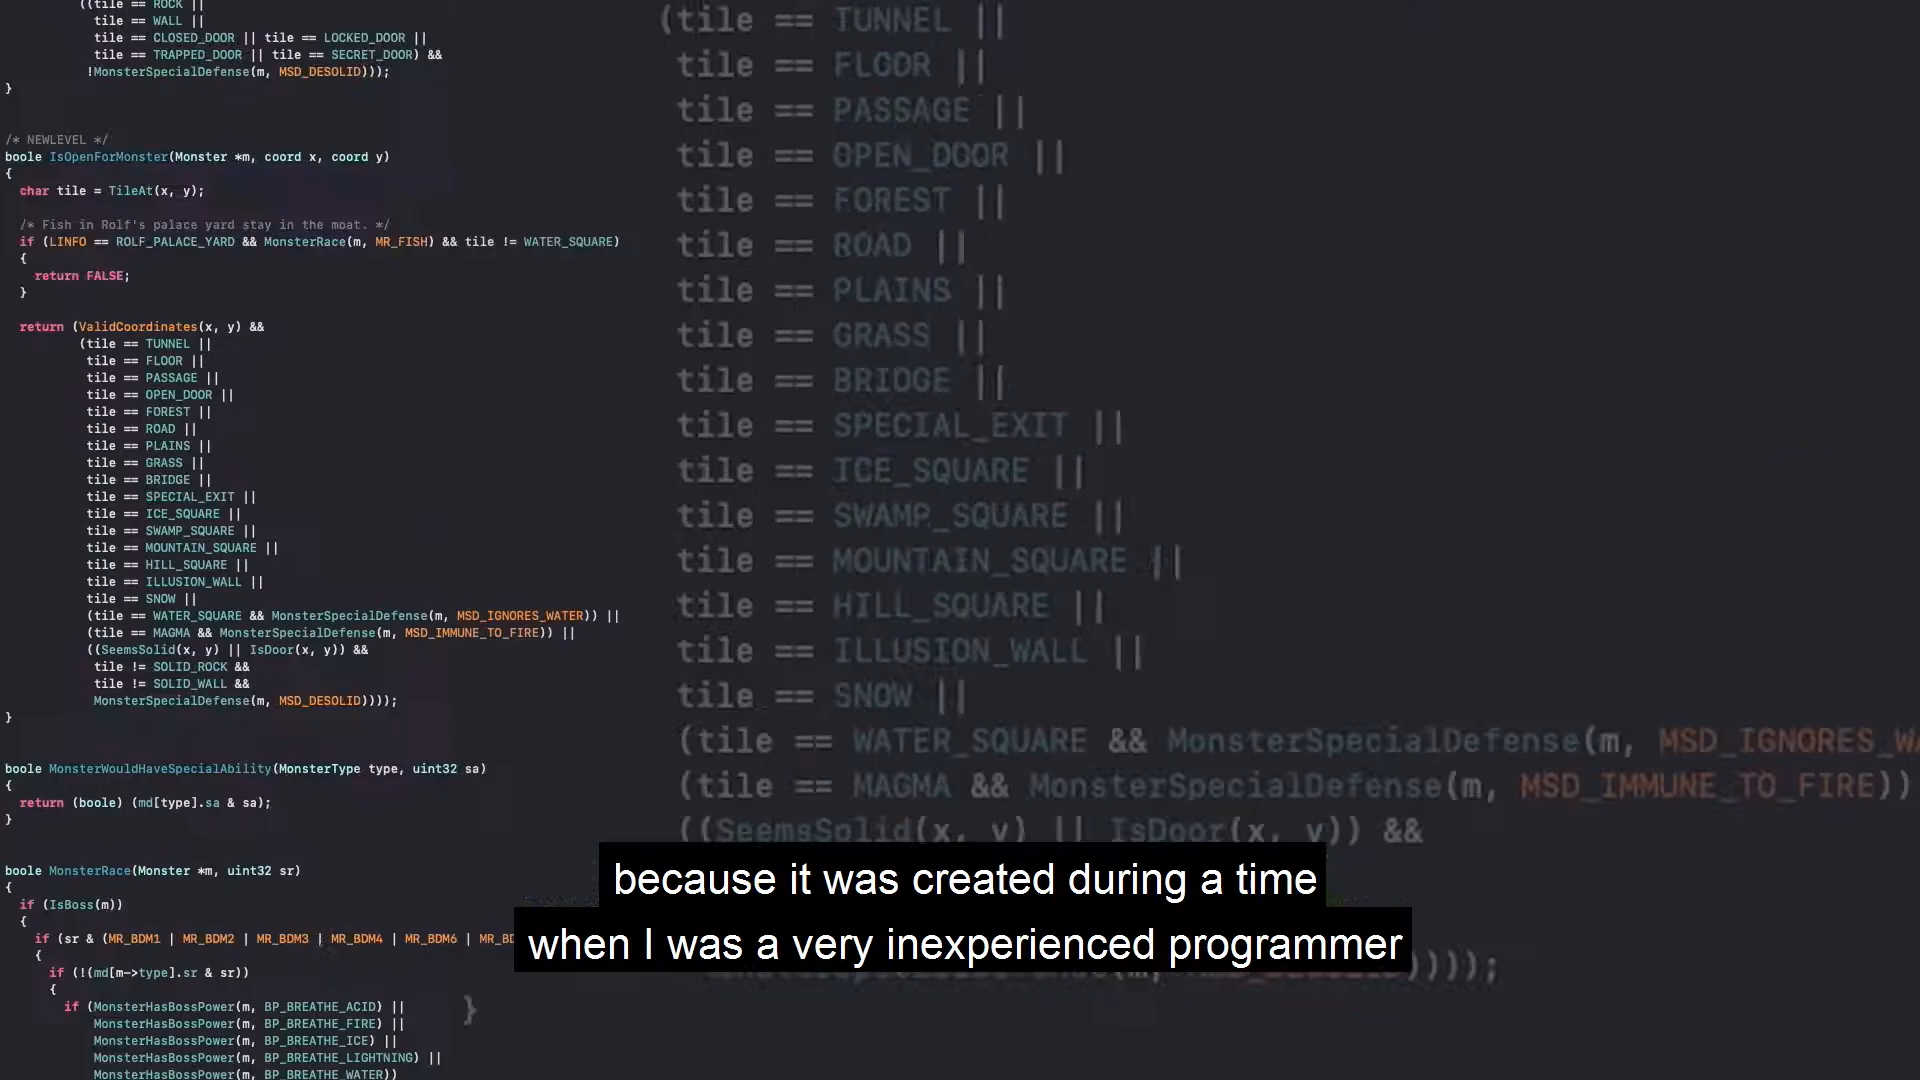 ((tile == ROCK ||
tile == WALL ||
tile == CLOSED_DOOR || tile == LOCKED_DOOR ||
tile == TRAPPED_DOOR || tile == SECRET_DOOR) &&
!MonsterSpecialDefense(m, MSD_DESOLID)));
}
/* NEWLEVEL */
boole IsOpenForMonster(Monster *m, coord x, coord y)
{
char tile = TileAt(x, y);
/* Fish in Rolf's palace yard stay in the moat. */
if (LINFO == ROLF_PALACE_YARD && MonsterRace(m, MR_FISH) && tile != WATER_SQUARE)
{
return FALSE;
}
return (ValidCoordinates(x, y) &&
(tile == TUNNEL ||
tile == FLOOR ||
tile == PASSAGE ||
tile == OPEN_DOOR ||
tile == FOREST ||
tile == ROAD ||
tile == PLAINS ||
tile == GRASS ||
tile == BRIDGE ||
tile == SPECIAL_EXIT ||
tile == ICE_SQUARE ||
tile == SWAMP_SQUARE ||
tile == MOUNTAIN_SQUARE ||
tile == HILL_SQUARE ||
tile == ILLUSION_WALL ||
tile == SNOW ||
(tile == WATER_SQUARE && MonsterSpecialDefense(m, MSD_IGNORES_WATER)) ||
(tile == MAGMA && MonsterSpecialDefense(m, MSD_IMMUNE_TO_FIRE)) ||
((SeemsSolid(x, y) || IsDoor(x, y)) &&
tile != SOLID_ROCK &&
tile != SOLID_WALL &&
MonsterSpecialDefense(m, MSD_DESOLID))));
}
boole MonsterWouldHaveSpecialAbility(MonsterType type, uint32 sa)
{
return (boole) (md[type].sa & sa);
}
boole MonsterRace(Monster *m, uint32 sr)
{
if (IsBoss(m))
{
if (sr & (MR_BDM1 | MR_BDM2 | MR_BDM3 | MR_BDM4 | MR_BDM6 | MR_BD
{
if (!(md[m->type].sr & sr))
{
if (MonsterHasBossPower(m, BP_BREATHE_ACID) ||
MonsterHasBossPower(m, BP_BREATHE_FIRE) ||
MonsterHasBossPower(m, BP_BREATHE_ICE) ||
MonsterHasBossPower(m, BP_BREATHE_LIGHTNING) ||
MonsterHasBossPower(m, BP_BREATHE_WATER))
(tile == TUNNEL ||
tile == FLOOR ||
tile == PASSAGE ||
tile == OPEN_DOOR ||
tile == FOREST ||
tile == ROAD ||
tile == PLAINS ||
tile == GRASS ||
tile == BRIDGE ||
tile == SPECIAL_EXIT ||
tile == ICE_SQUARE ||
tile == SWAMP_SQUARE ||
tile == MOUNTAIN_SQUARE ||
tile == HILL_SQUARE ||
tile == ILLUSION_WALL ||
tile == SNOW ||
(tile == WATER_SQUARE && MonsterSpecialDefense(m, MSD_IGNORES_WA
(tile == MAGMA && MonsterSpecialDefense(m, MSD_IMMUNE_TO_FIRE))
((SeemsSolid(x, y) || IsDoor(x, y)) &&
))));
}
because it was created during a time
when I was a very inexperienced programmer